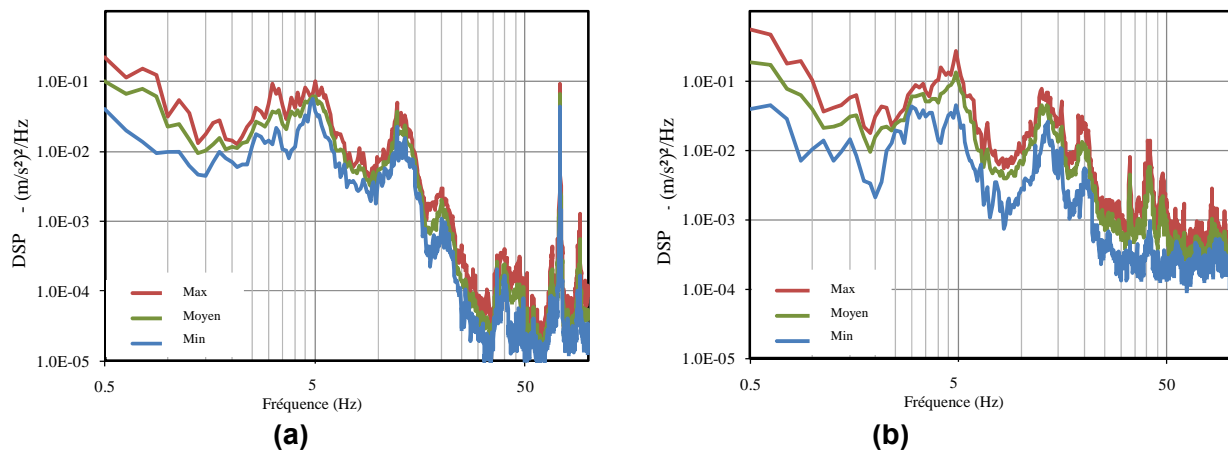 1.0E-01
1.0E-02
1.0E-03
1.0E-04
1.0E-05
DSP - (m/s²)²/Hz
Max
Moyen
Min
0.5 5 50
Fréquence (Hz)
(a)
1.0E-01
1.0E-02
1.0E-03
1.0E-04
1.0E-05
DSP - (m/s²)²/Hz
Max
Moyen
Min
0.5 5 50
Fréquence (Hz)
(b)